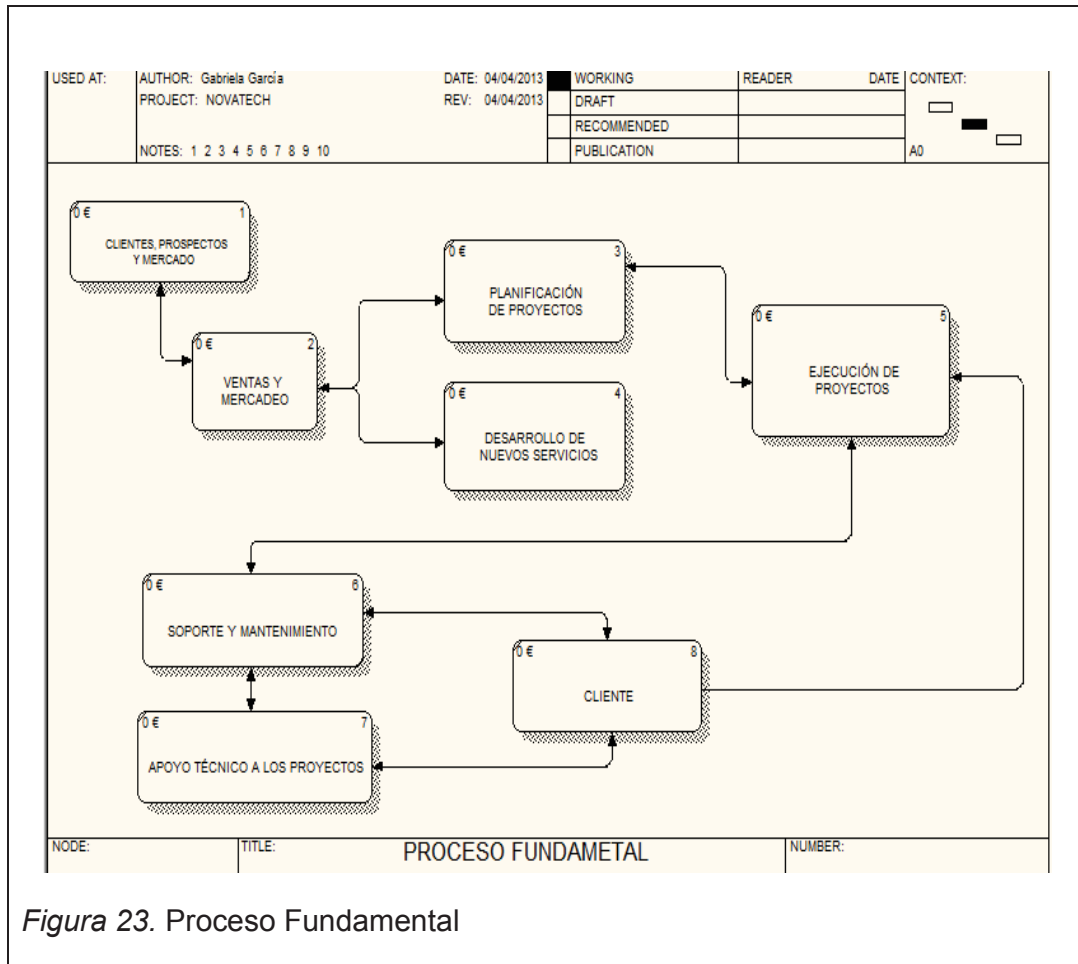 USED AT:
AUTHOR: Gabriela García
DATE: 04/04/2013
WORKING
READER
DATE
CONTEXT:
PROJECT: NOVATECH
REV: 04/04/2013
DRAFT
RECOMMENDED
NOTES: 1 2 3 4 5 6 7 8 9 10
PUBLICATION
A0
0 €
1
CLIENTES, PROSPECTOS
Y MERCADO
0 €
2
VENTAS Y
MERCADEO
0 €
3
PLANIFICACIÓN
DE PROYECTOS
0 €
4
DESARROLLO DE
NUEVOS SERVICIOS
0 €
5
EJECUCIÓN DE
PROYECTOS
0 €
6
SOPORTE Y MANTENIMIENTO
0 €
7
APOYO TÉCNICO A LOS PROYECTOS
0 €
8
CLIENTE
NODE:
TITLE:
PROCESO FUNDAMETAL
NUMBER:
Figura 23. Proceso Fundamental